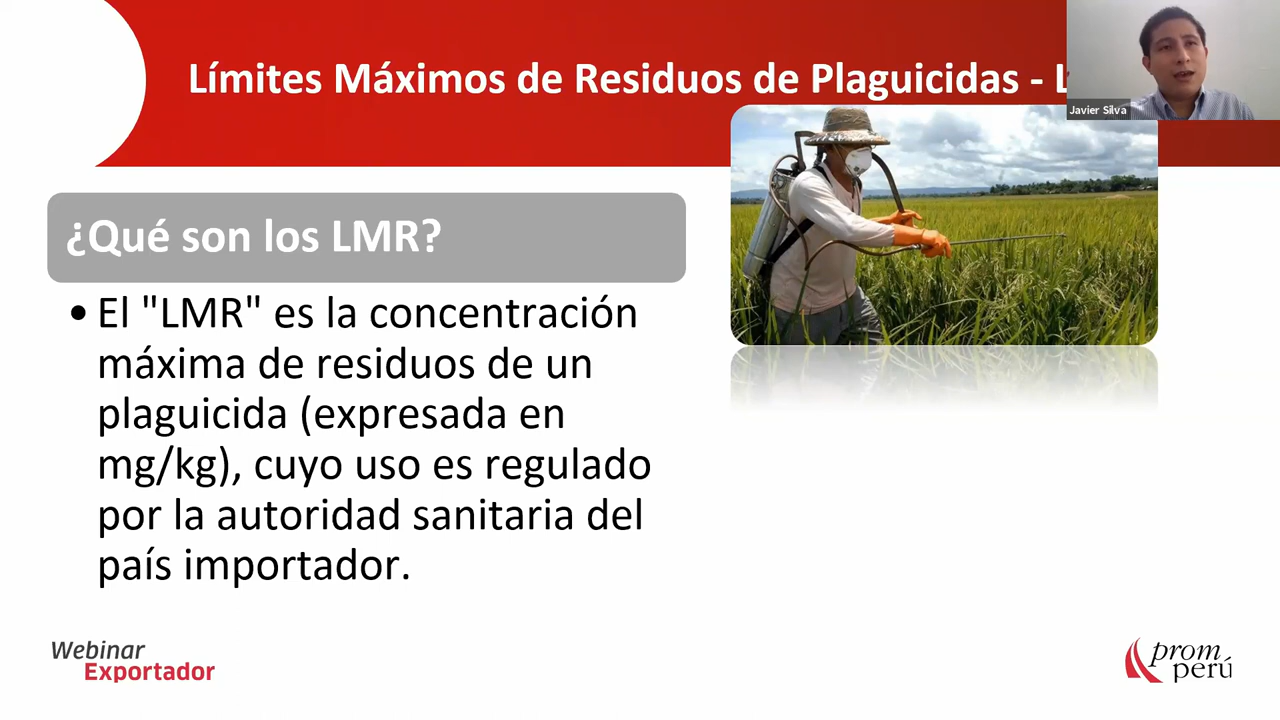 Límites Máximos de Residuos de Plaguicidas -
Javier Silva
¿Qué son los LMR?
• El "LMR" es la concentración
máxima de residuos de un
plaguicida (expresada en
mg/kg), cuyo uso es regulado
por la autoridad sanitaria del
país importador.
Webinar
Exportador
prom
perú